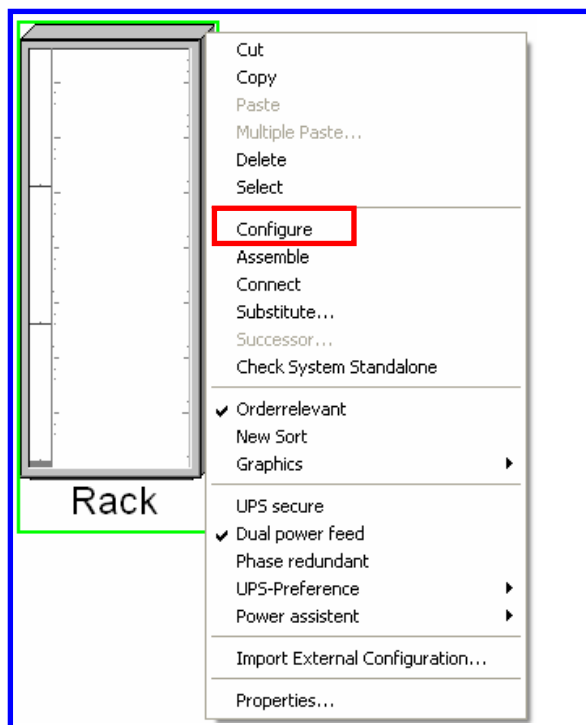 Cut
Copy
Paste
Multiple Paste...
Delete
Select
Configure
Assemble
Connect
Substitute...
Successor...
Check System Standalone
Orderrelevant
New Sort
Graphics
Rack
UPS secure
Dual power feed
Phase redundant
UPS-Preference
Power assistent
Import External Configuration...
Properties...